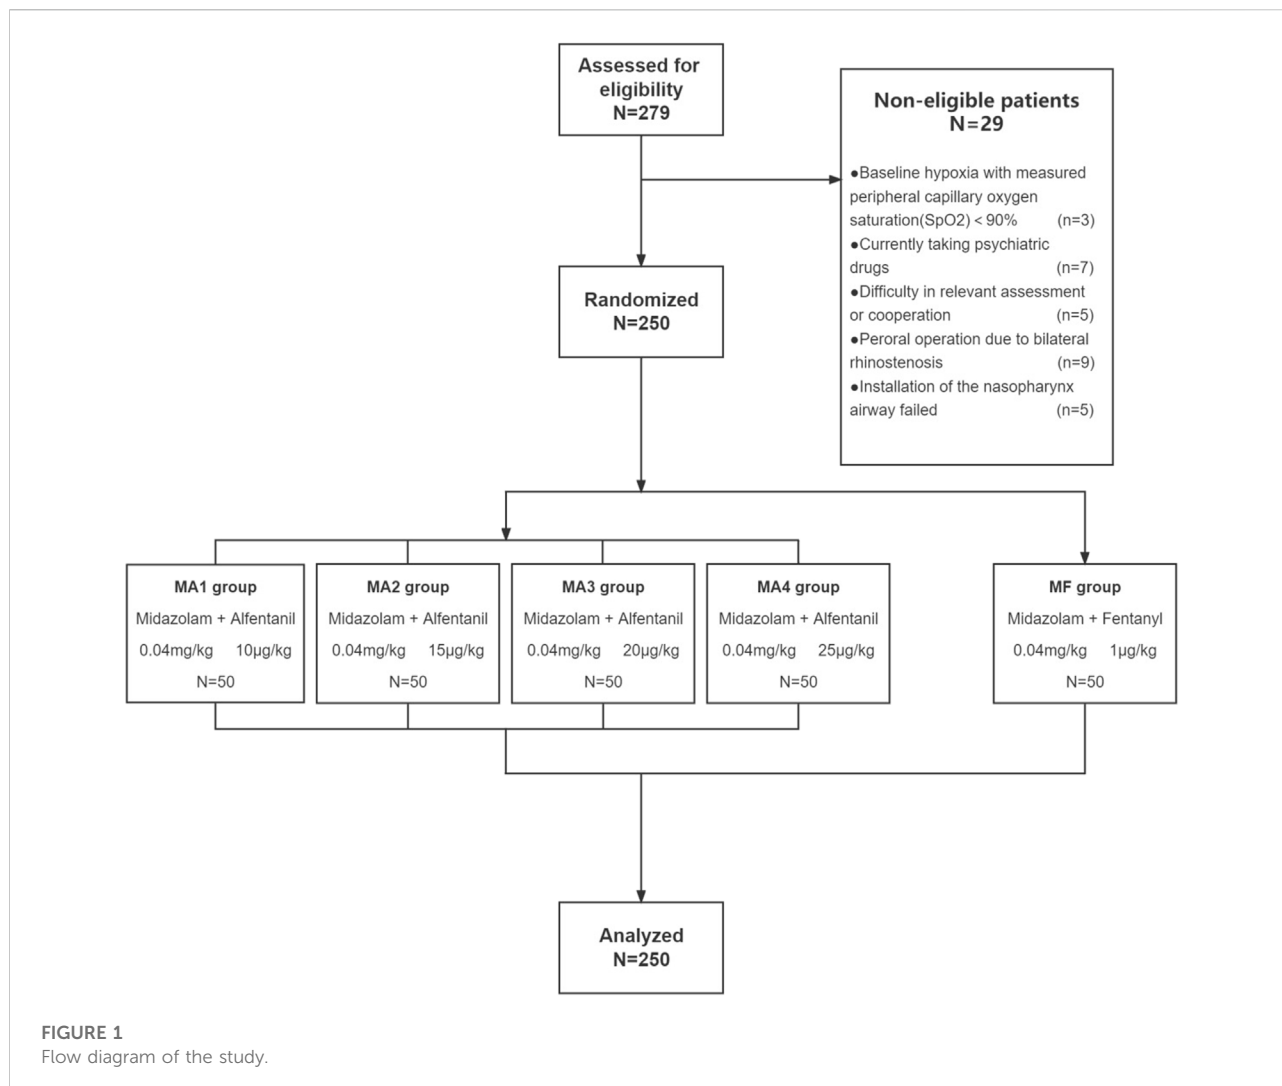 Assessed for
eligibility
N=279
Non-eligible patients
N=29
●Baseline hypoxia with measured
peripheral capillary oxygen
saturation(SpO2) < 90% (n=3)
●Currently taking psychiatric
drugs (n=7)
●Difficulty in relevant assessment
or cooperation (n=5)
●Peroral operation due to bilateral
rhinostenosis (n=9)
●Installation of the nasopharynx
airway failed (n=5)
Randomized
N=250
MA1 group
Midazolam + Alfentanil
0.04mg/kg 10μg/kg
N=50
MA2 group
Midazolam + Alfentanil
0.04mg/kg 15μg/kg
N=50
MA3 group
Midazolam + Alfentanil
0.04mg/kg 20μg/kg
N=50
MA4 group
Midazolam + Alfentanil
0.04mg/kg 25μg/kg
N=50
MF group
Midazolam + Fentanyl
0.04mg/kg 1μg/kg
N=50
Analyzed
N=250
FIGURE 1
Flow diagram of the study.